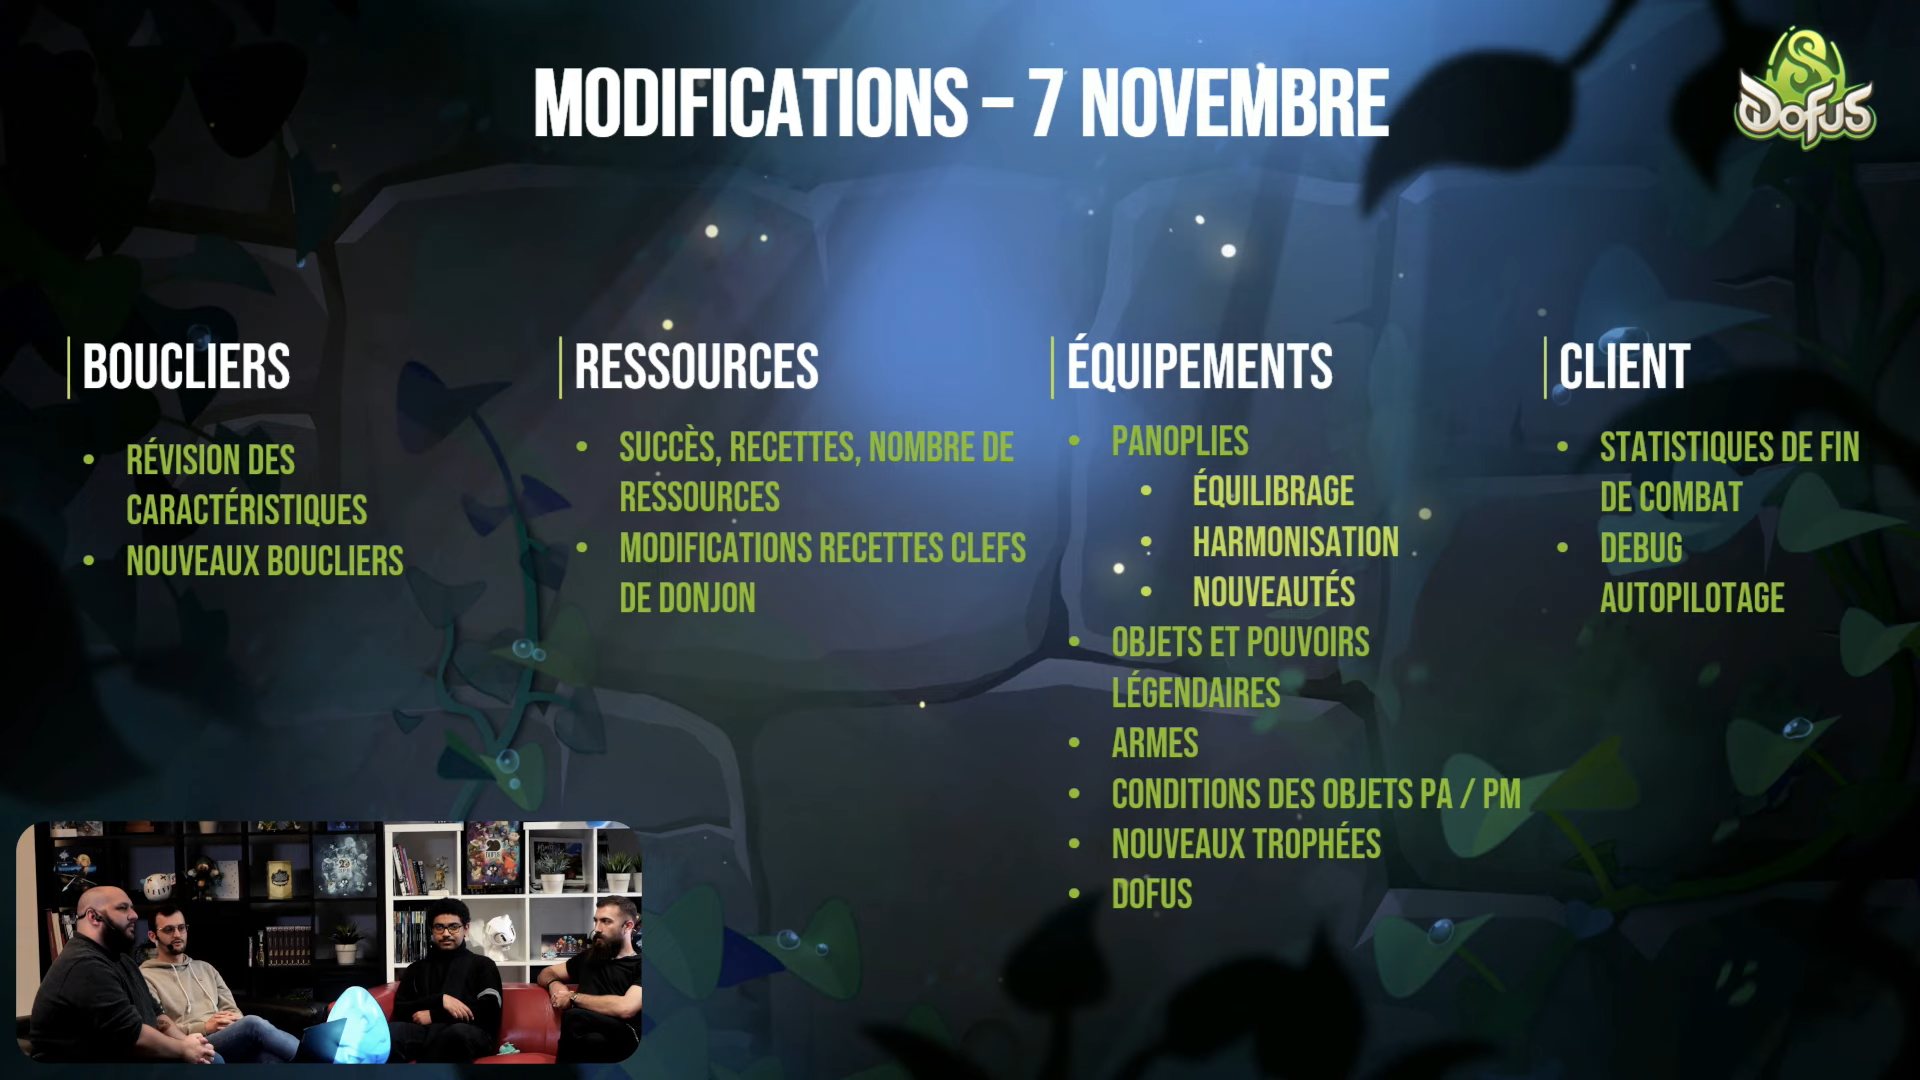 MODIFICATIONS – 7 NOVEMBRE
DOFUS
BOUCLIERS
RÉVISION DES
CARACTÉRISTIQUES
NOUVEAUX BOUCLIERS
RESSOURCES
SUCCÈS, RECETTES, NOMBRE DE
RESSOURCES
MODIFICATIONS RECETTES CLEFS
DE DONJON
ÉQUIPEMENTS
PANOPLIES
ÉQUILIBRAGE
HARMONISATION
NOUVEAUTÉS
OBJETS ET POUVOIRS
LÉGENDAIRES
ARMES
CONDITIONS DES OBJETS PA / PM
NOUVEAUX TROPHÉES
DOFUS
CLIENT
STATISTIQUES DE FIN
DE COMBAT
DEBUG
AUTOPILOTAGE